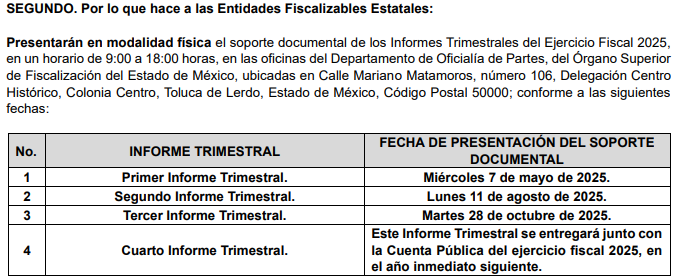 SEGUNDO. Por lo que hace a las Entidades Fiscalizables Estatales:
Presentarán en modalidad física el soporte documental de los Informes Trimestrales del Ejercicio Fiscal 2025,
en un horario de 9:00 a 18:00 horas, en las oficinas del Departamento de Oficialía de Partes, del Órgano Superior
de Fiscalización del Estado de México, ubicadas en Calle Mariano Matamoros, número 106, Delegación Centro
Histórico, Colonia Centro, Toluca de Lerdo, Estado de México, Código Postal 50000; conforme a las siguientes
fechas:
No. INFORME TRIMESTRAL FECHA DE PRESENTACIÓN DEL SOPORTE
DOCUMENTAL
1 Primer Informe Trimestral. Miércoles 7 de mayo de 2025.
2 Segundo Informe Trimestral. Lunes 11 de agosto de 2025.
3 Tercer Informe Trimestral. Martes 28 de octubre de 2025.
4 Cuarto Informe Trimestral. Este Informe Trimestral se entregará junto con
la Cuenta Pública del ejercicio fiscal 2025, en
el año inmediato siguiente.